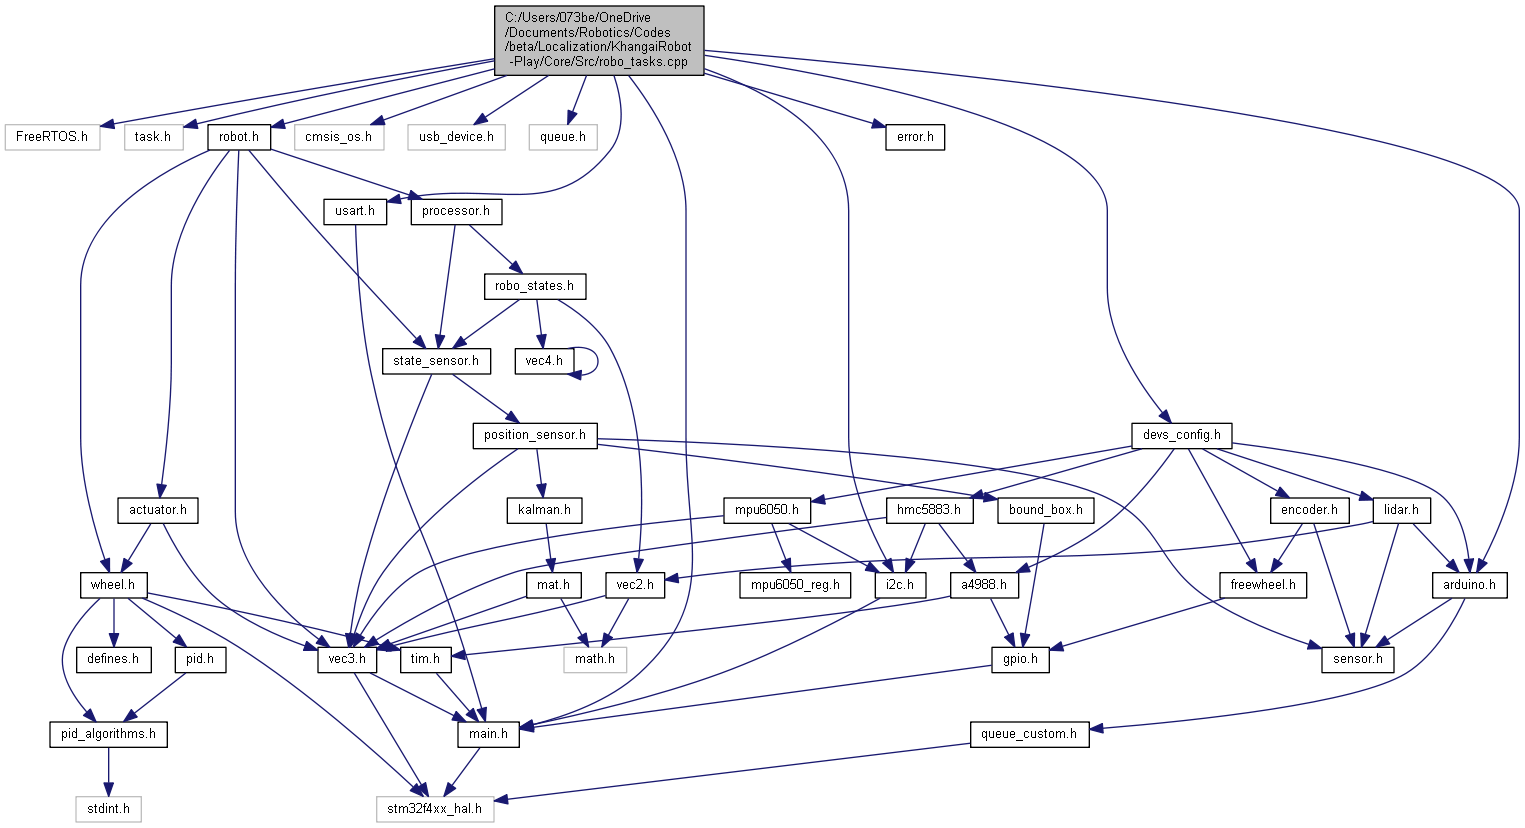 C:/Users/073be/OneDrive
/Documents/Robotics/Codes
/beta/Localization/KhangaiRobot
-Play/Core/Src/robo_tasks.cpp
FreeRTOS.h
task.h
robot.h
cmsis_os.h
usb_device.h
queue.h
error.h
usart.h
processor.h
robo_states.h
state_sensor.h
vec4.h
position_sensor.h
devs_config.h
actuator.h
kalman.h
mpu6050.h
hmc5883.h
bound_box.h
encoder.h
lidar.h
wheel.h
mat.h
vec2.h
mpu6050_reg.h
i2c.h
a4988.h
freewheel.h
arduino.h
defines.h
pid.h
vec3.h
tim.h
math.h
gpio.h
sensor.h
pid_algorithms.h
main.h
queue_custom.h
stdint.h
stm32f4xx_hal.h